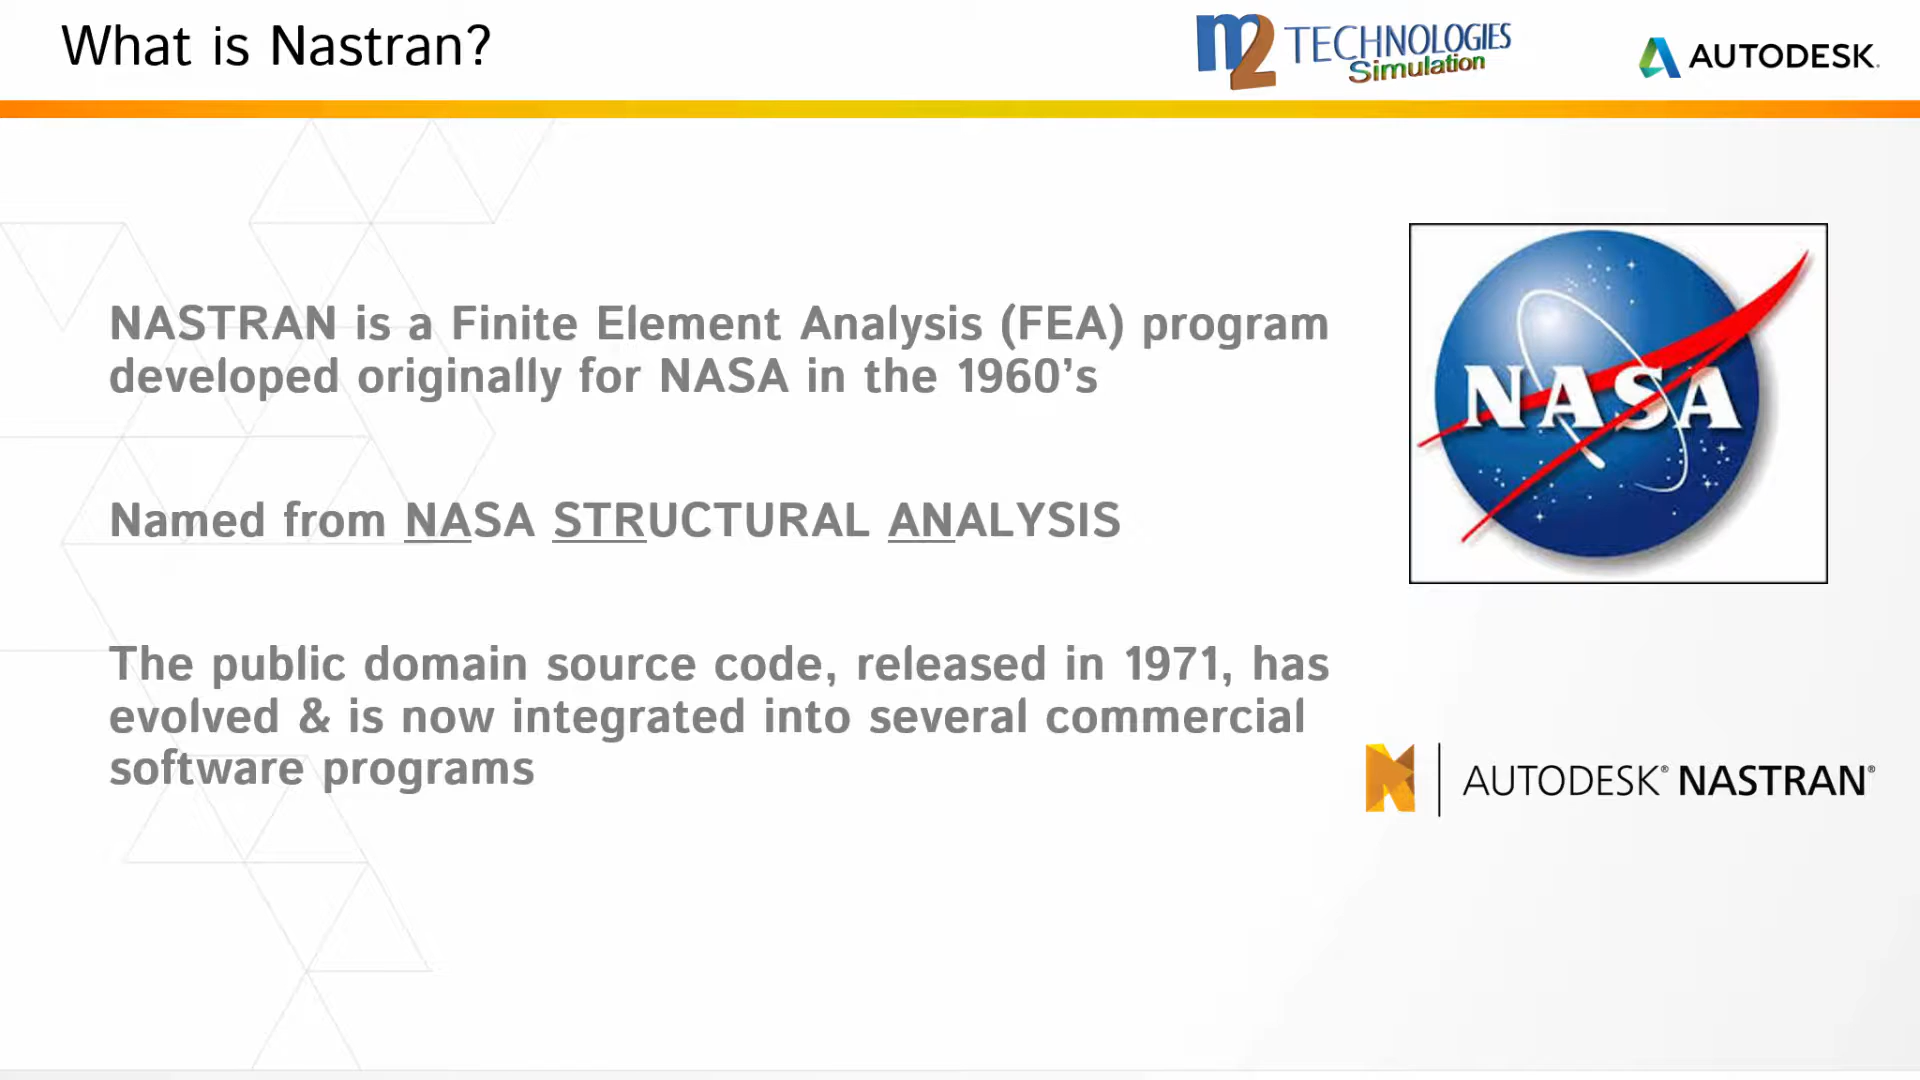 What is Nastran?
m2 TECHNOLOGIES
Simulation
AUTODESK.
NASTRAN is a Finite Element Analysis (FEA) program
developed originally for NASA in the 1960’s
NASA
Named from NASA STRUCTURAL ANALYSIS
The public domain source code, released in 1971, has
evolved & is now integrated into several commercial
software programs
AUTODESK® NASTRAN®